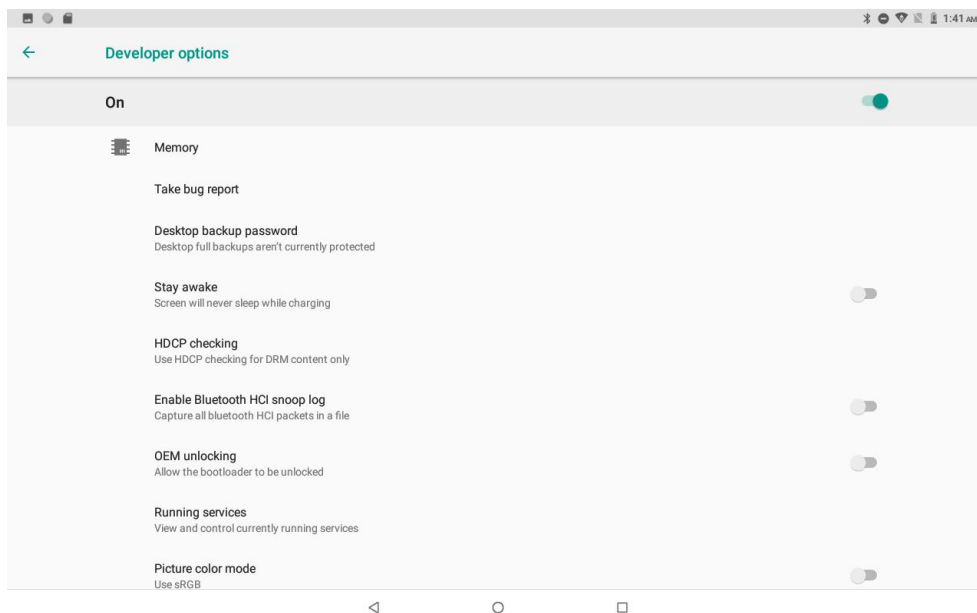 1:41 AM
Developer options
On
Memory
Take bug report
Desktop backup password
Desktop full backups aren't currently protected
Stay awake
Screen will never sleep while charging
HDCP checking
Use HDCP checking for DRM content only
Enable Bluetooth HCI snoop log
Capture all bluetooth HCI packets in a file
OEM unlocking
Allow the bootloader to be unlocked
Running services
View and control currently running services
Picture color mode
Use sRGB